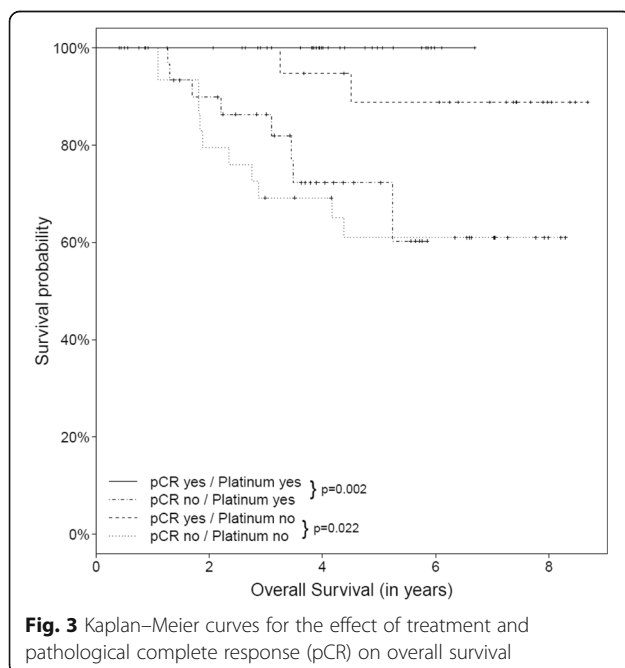 100%
80%
60%
40%
20%
0%
Survival probability
pCR yes / Platinum yes
pCR no / Platinum yes
} p=0.002
pCR yes / Platinum no
pCR no / Platinum no
} p=0.022
0 2 4 6 8
Overall Survival (in years)
Fig. 3 Kaplan–Meier curves for the effect of treatment and
pathological complete response (pCR) on overall survival